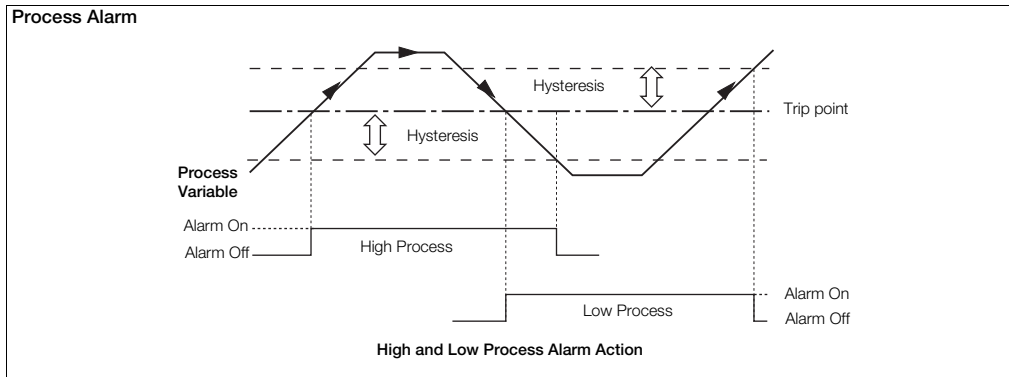 Process Alarm
Hysteresis
Trip point
Hysteresis
Process
Variable
Alarm On
High Process
Alarm Off
Alarm On
Low Process
Alarm Off
High and Low Process Alarm Action